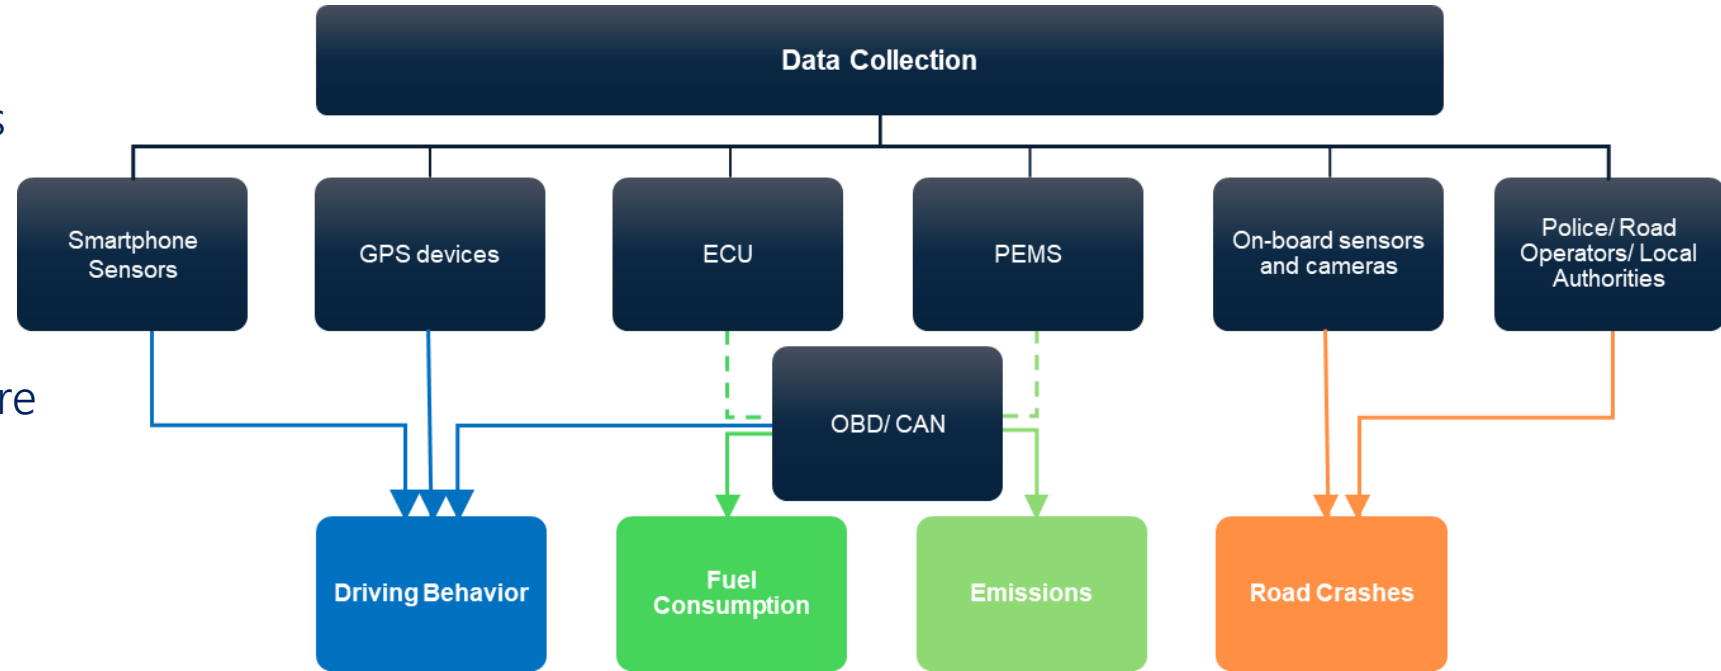 Data Collection
s
Smartphone
Sensors
GPS devices
ECU
PEMS
On-board sensors
and cameras
Police/ Road
Operators/ Local
Authorities
re
OBD/ CAN
Driving Behavior
Fuel
Consumption
Emissions
Road Crashes